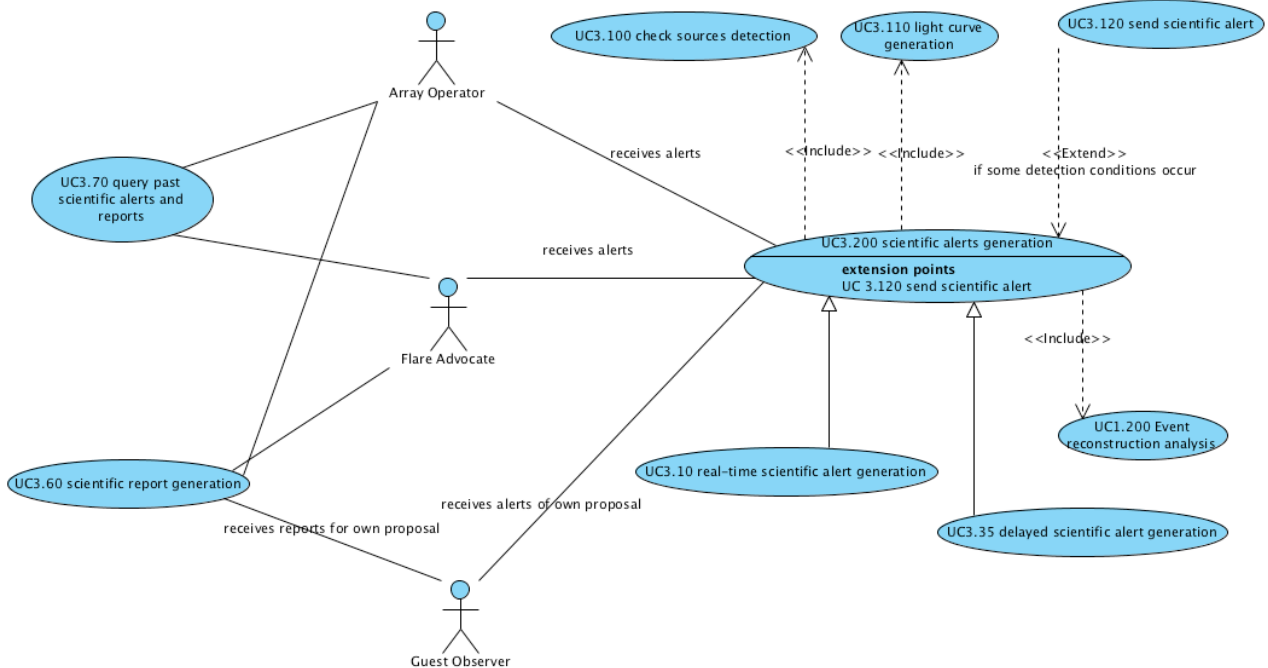 UC3.100 check sources detection
UC3.110 light curve
generation
UC3.120 send scientific alert
Array Operator
receives alerts
<<Include>>
<<Include>>
<<Extend>>
if some detection conditions occur
UC3.70 query past
scientific alerts and
reports
receives alerts
UC3.200 scientific alerts generation
extension points
UC 3.120 send scientific alert
Flare Advocate
<<Include>>
UC1.200 Event
reconstruction analysis
UC3.10 real-time scientific alert generation
UC3.60 scientific report generation
receives alerts of own proposal
receives reports for own proposal
UC3.35 delayed scientific alert generation
Guest Observer